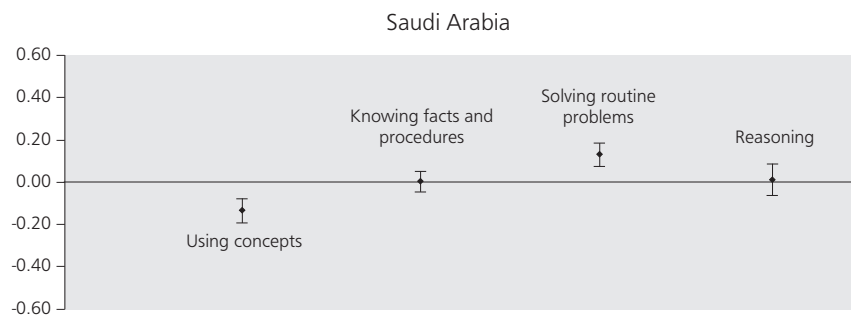 Saudi Arabia
0.60
0.40
0.20
0.00
-0.20
-0.40
-0.60
Using concepts
Knowing facts and
procedures
Solving routine
problems
Reasoning